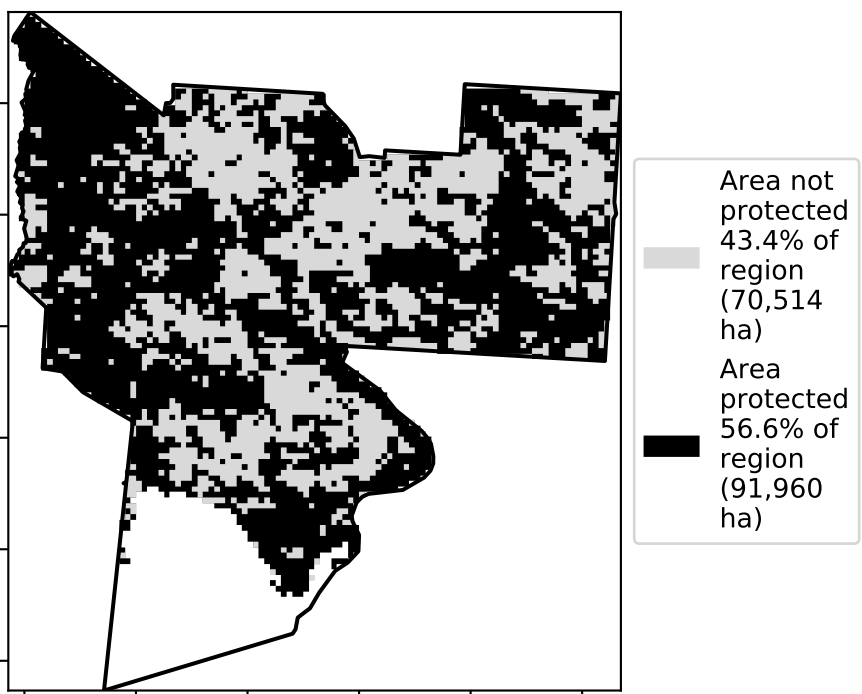 Area not
protected
43.4% of
region
(70,514
ha)
Area
protected
56.6% of
region
(91,960
ha)